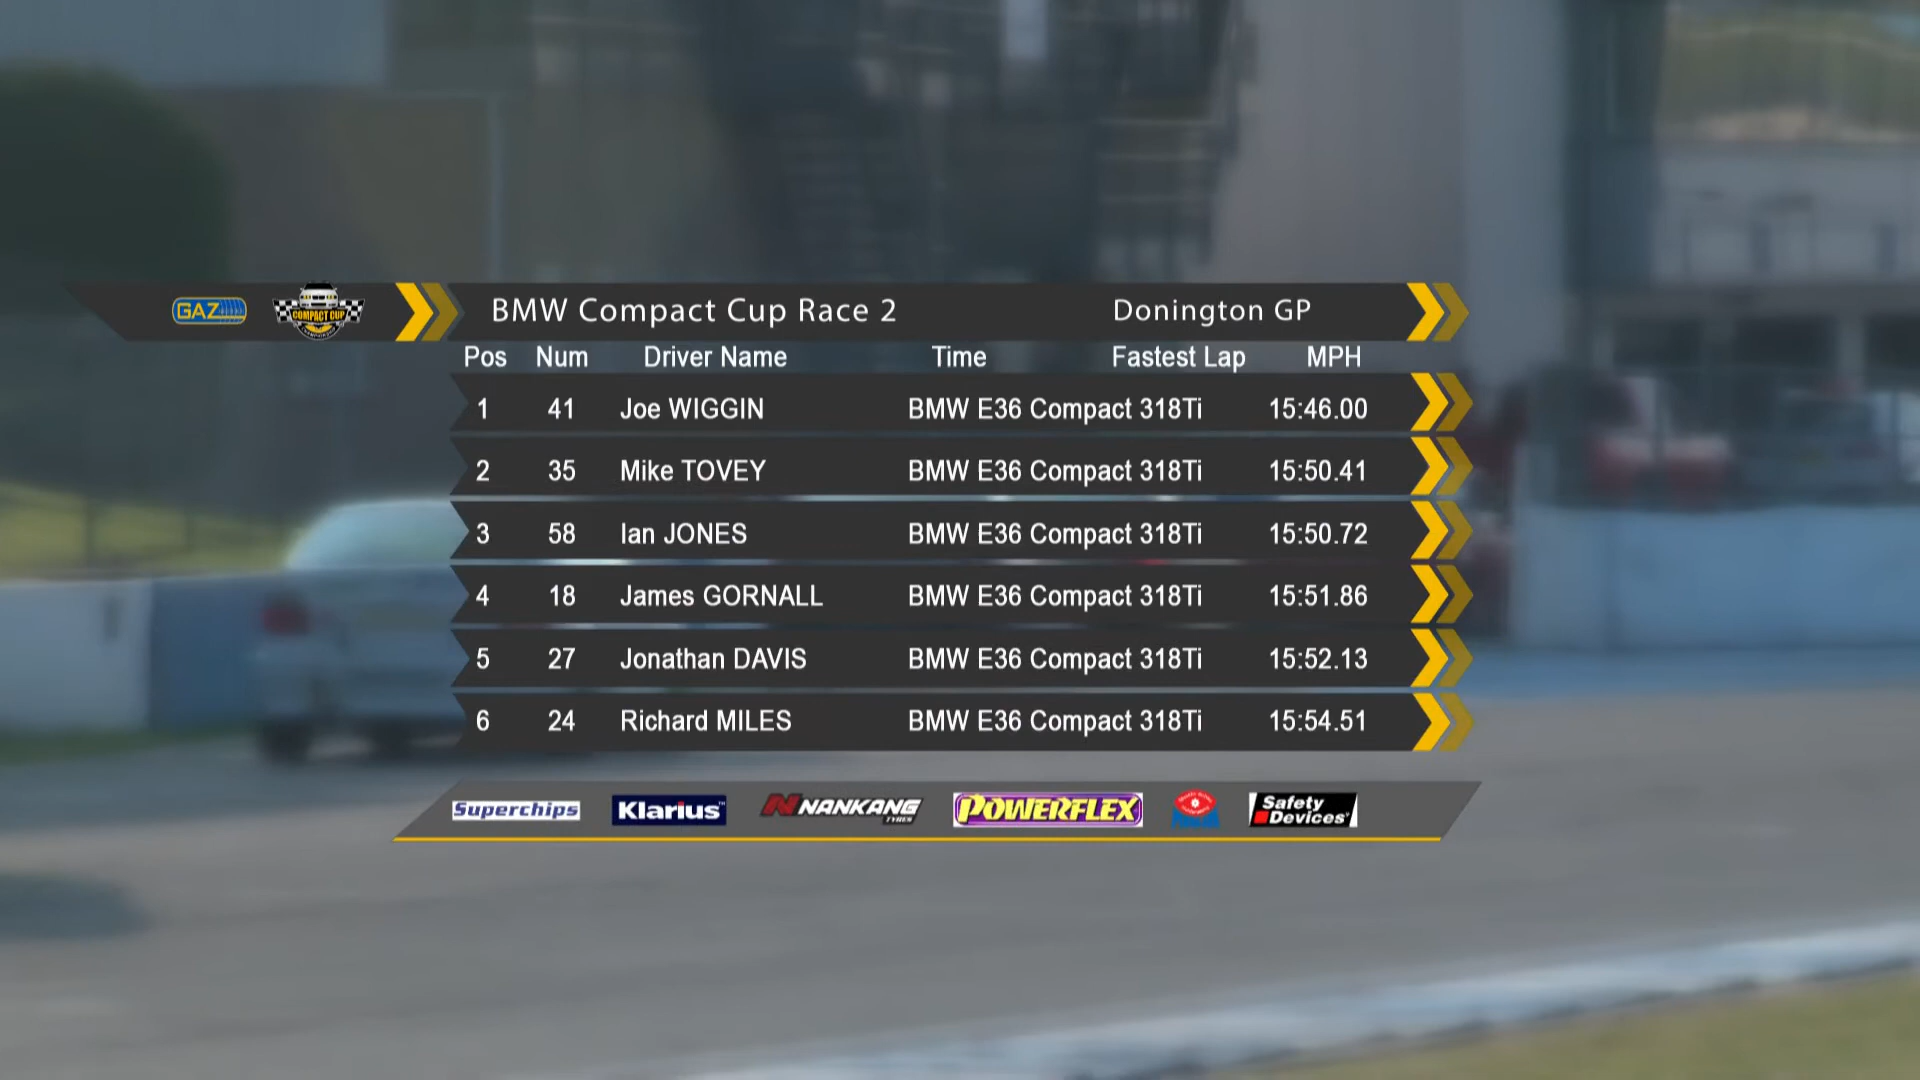 GAZ COMPACT CUP BMW Compact Cup Race 2 Donington GP
Pos Num Driver Name Time Fastest Lap MPH
1 41 Joe WIGGIN BMW E36 Compact 318Ti 15:46.00
2 35 Mike TOVEY BMW E36 Compact 318Ti 15:50.41
3 58 Ian JONES BMW E36 Compact 318Ti 15:50.72
4 18 James GORNALL BMW E36 Compact 318Ti 15:51.86
5 27 Jonathan DAVIS BMW E36 Compact 318Ti 15:52.13
6 24 Richard MILES BMW E36 Compact 318Ti 15:54.51
Superchips Klarius™ NANKANG TYRES POWERFLEX Safety Devices